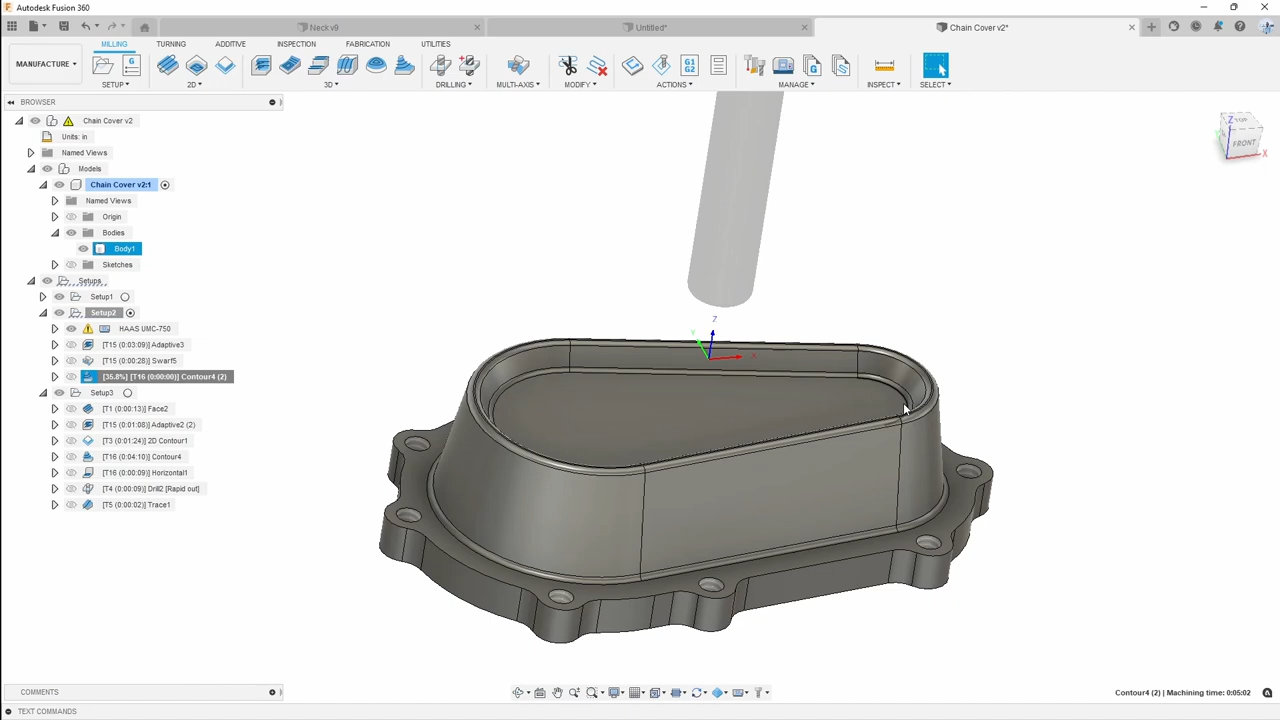 Autodesk Fusion 360
Neck v9
Untitled*
Chain Cover v2*
MILLING TURNING ADDITIVE INSPECTION FABRICATION UTILITIES
MANUFACTURE
G1
G2
SETUP 2D 3D DRILLING MULTI-AXIS MODIFY ACTIONS MANAGE INSPECT SELECT
BROWSER
Chain Cover v2
Units: in
Named Views
Models
Chain Cover v2:1
Named Views
Origin
Bodies
Body1
Sketches
Setups
Setup1
Setup2
HAAS UMC-750
[T15 (0:03:09)] Adaptive3
[T15 (0:00:28)] Swarf5
[35.8%) [T16 (0:00:00)] Contour4 (2)
Setup3
[T1 (0:00:13)] Face2
[T15 (0:01:08)] Adaptive2 (2)
[T3 (0:01:24)] 2D Contour1
[T16 (0:04:10)] Contour4
[T16 (0:00:09)] Horizontal1
[T4 (0:00:09)] Drill2 [Rapid out]
[T5 (0:00:02)] Trace1
Z
TOP
FRONT
X
Z
Y
X
COMMENTS
Contour4 (2) | Machining time: 0:05:02
TEXT COMMANDS